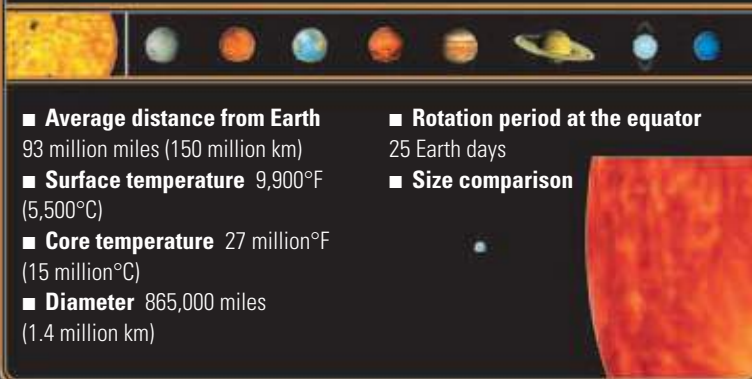 ■ Average distance from Earth
93 million miles (150 million km)
■ Surface temperature 9,900°F
(5,500°C)
■ Core temperature 27 million°F
(15 million°C)
■ Diameter 865,000 miles
(1.4 million km)
■ Rotation period at the equator
25 Earth days
■ Size comparison